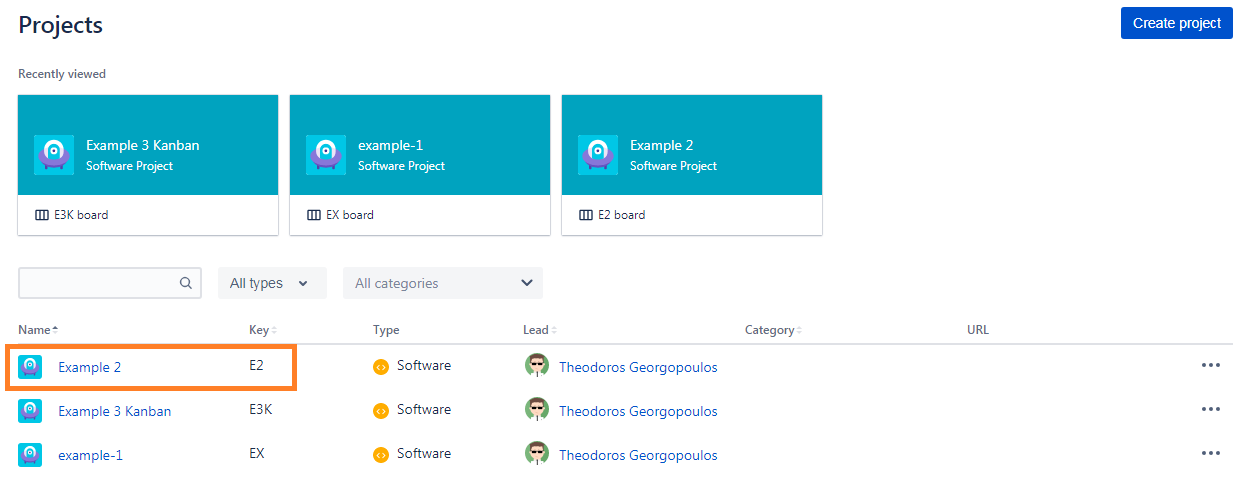 Projects
Create project
Recently viewed
Example 3 Kanban
Software Project
E3K board
example-1
Software Project
EX board
Example 2
Software Project
E2 board
All types
All categories
Name Key Type Lead Category URL
Example 2 E2 Software Theodoros Georgopoulos
Example 3 Kanban E3K Software Theodoros Georgopoulos
example-1 EX Software Theodoros Georgopoulos